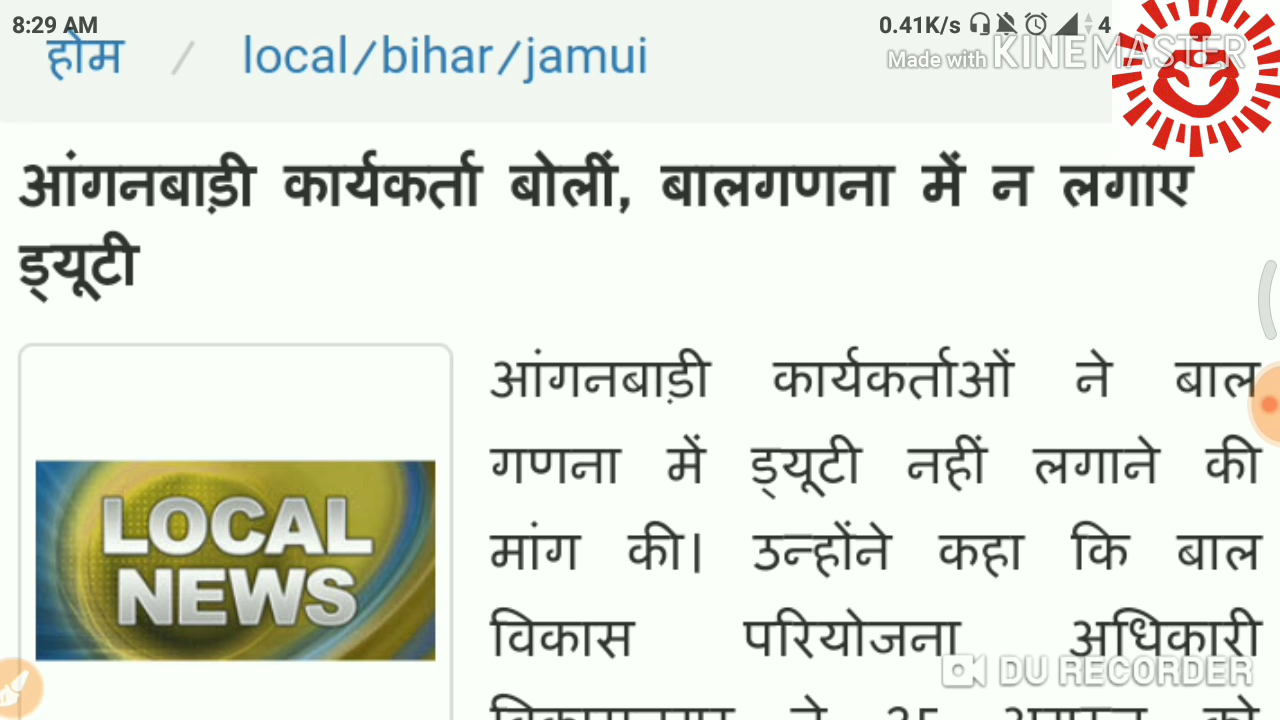 8:29 AM
0.41K/s
4
Made with KINEMASTER
होम / local/bihar/jamui
आंगनबाड़ी कार्यकर्ता बोलीं, बालगणना में न लगाए
ड्यूटी
आंगनबाड़ी कार्यकर्ताओं ने बाल
गणना में ड्यूटी नहीं लगाने की
मांग की। उन्होंने कहा कि बाल
विकास परियोजना अधिकारी
LOCAL
NEWS
DU RECORDER